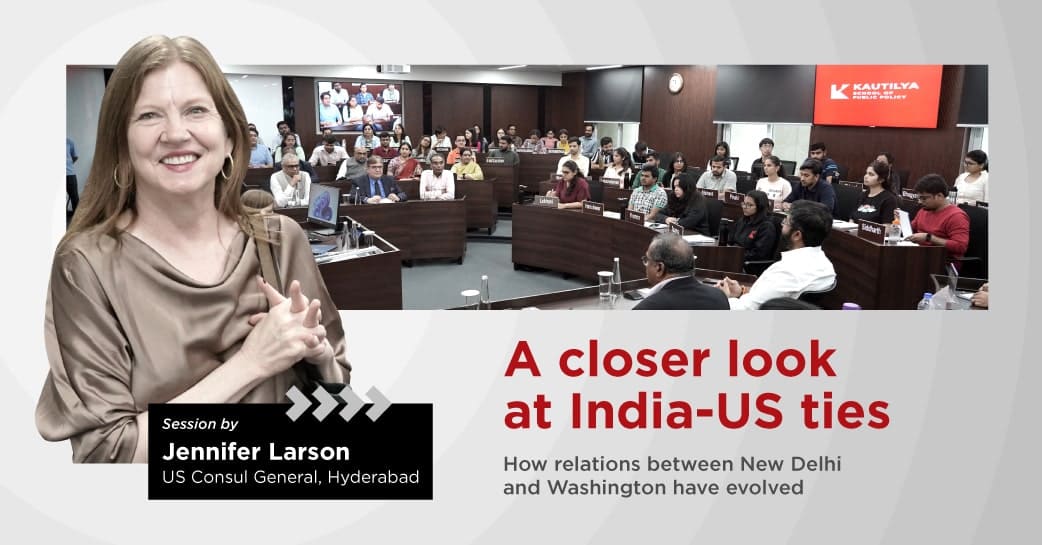 KAUTILYA
SCHOOL OF
PUBLIC POLICY
Siddharth
A closer look
at India-US ties
Session by
Jennifer Larson
US Consul General, Hyderabad
How relations between New Delhi
and Washington have evolved